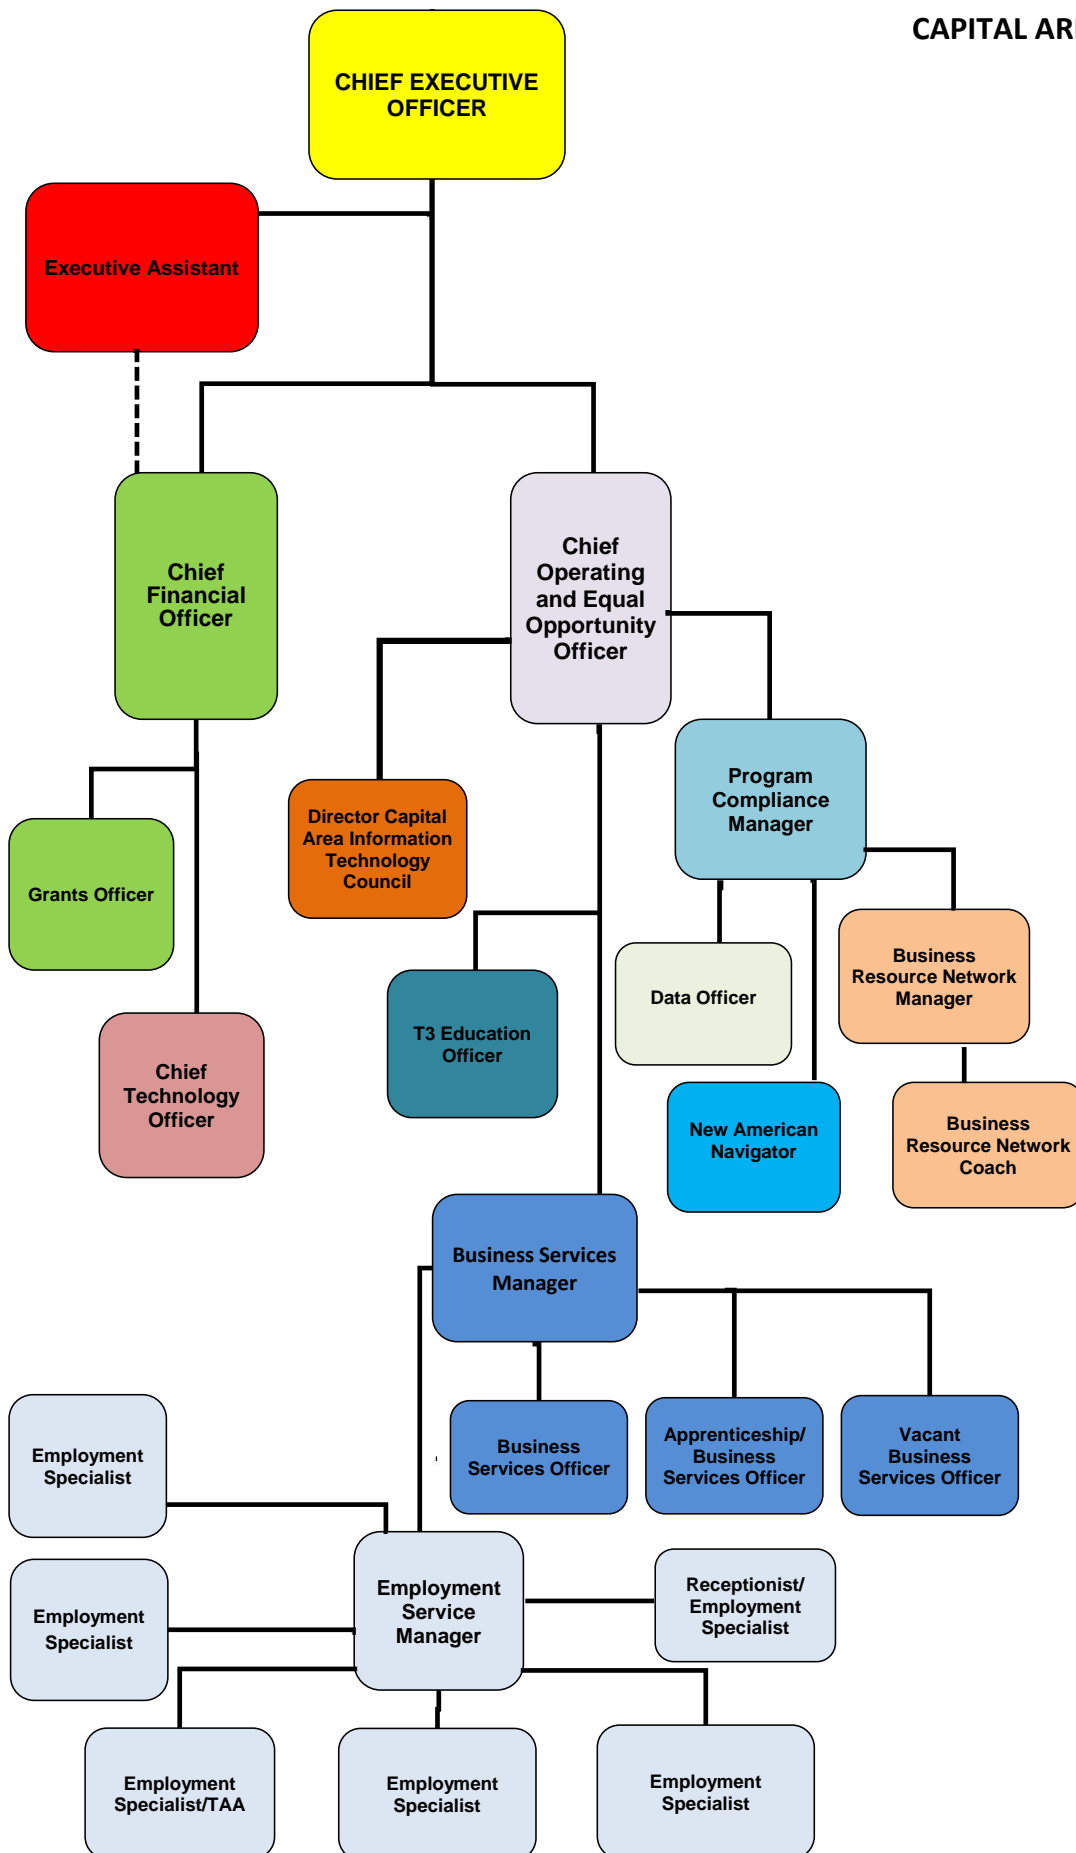 CAPITAL AR
CHIEF EXECUTIVE
OFFICER
Executive Assistant
Chief
Financial
Officer
Chief
Operating
and Equal
Opportunity
Officer
Program
Compliance
Manager
Director Capital
Area Information
Technology
Council
Grants Officer
Business
Resource Network
Manager
Data Officer
T3 Education
Officer
Chief
Technology
Officer
New American
Navigator
Business
Resource Network
Coach
Business Services
Manager
Business
Services Officer
Apprenticeship/
Business
Services Officer
Vacant
Business
Services Officer
Employment
Specialist
Employment
Service
Manager
Receptionist/
Employment
Specialist
Employment
Specialist
Employment
Specialist/TAA
Employment
Specialist
Employment
Specialist